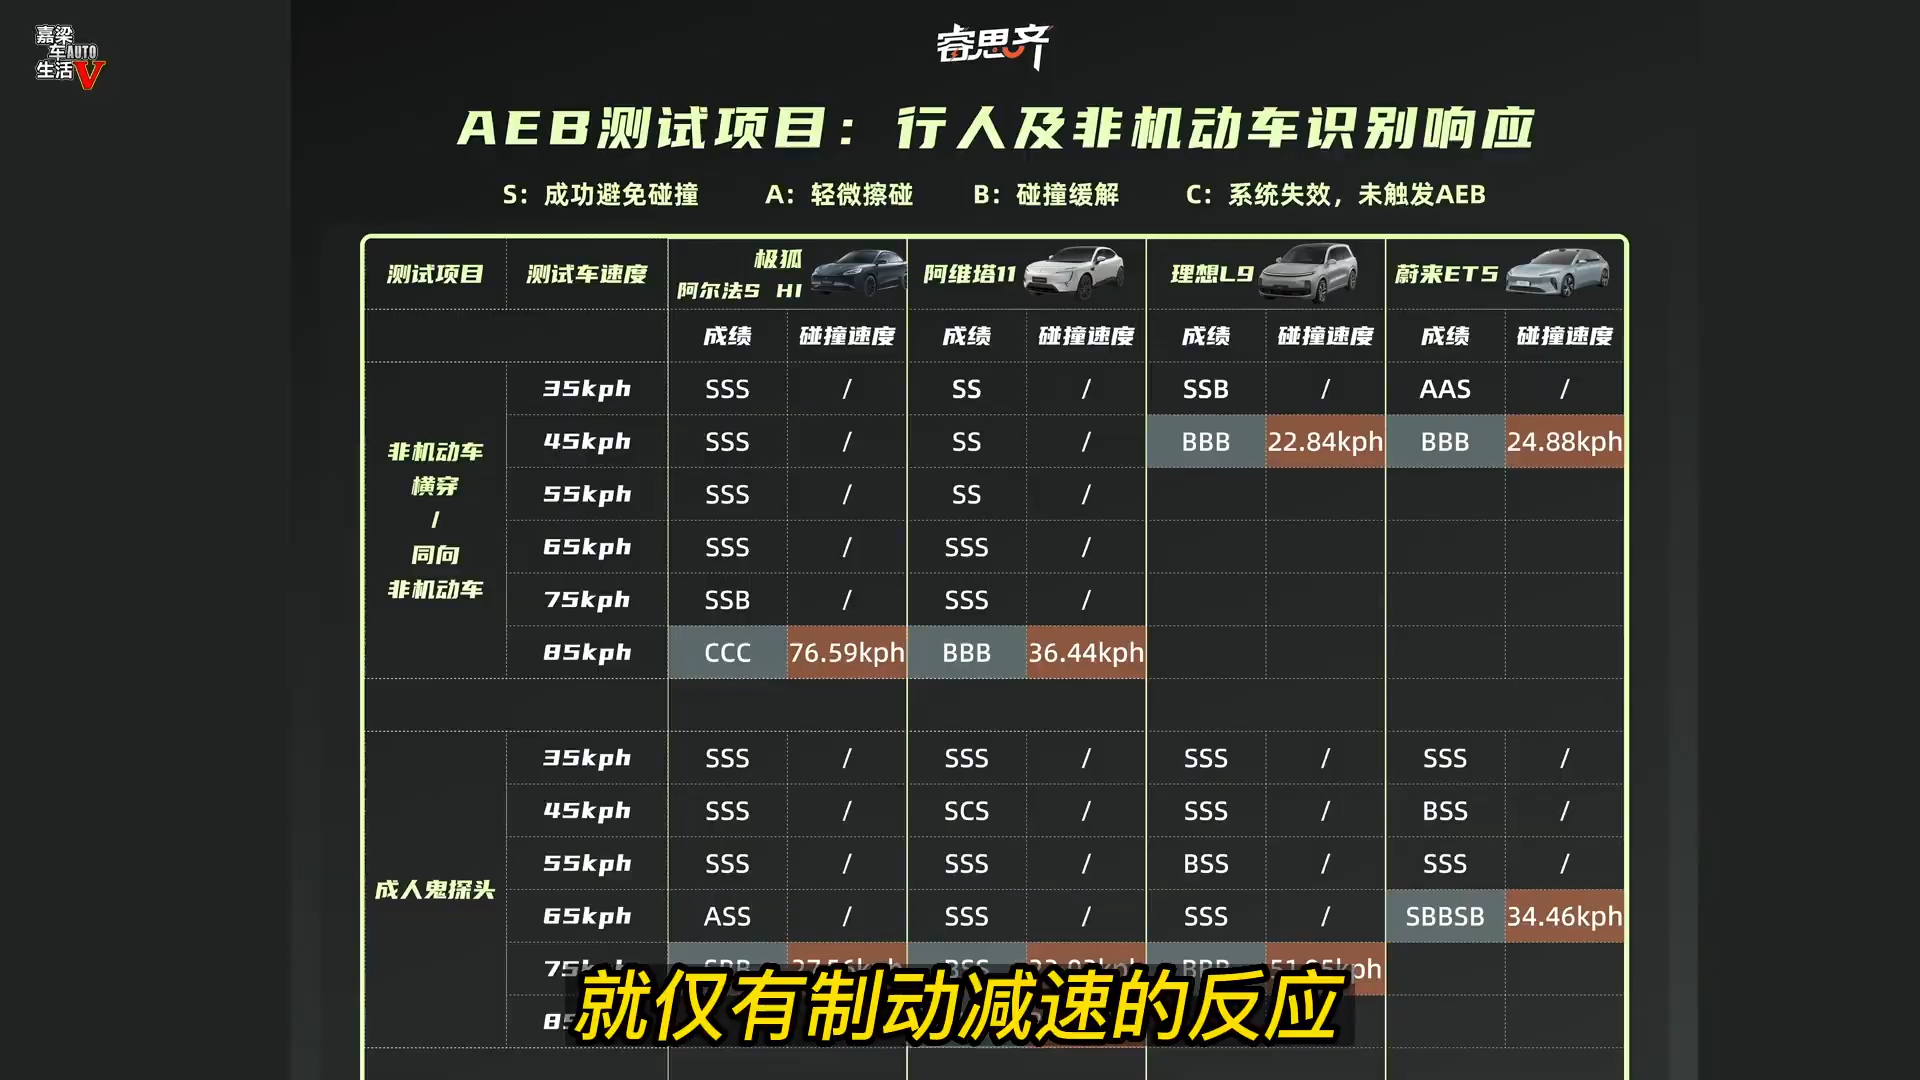 嘉梁
车AUTO
生活V
睿思齐
AEB测试项目：行人及非机动车识别响应
S：成功避免碰撞 A：轻微擦碰 B：碰撞缓解 C：系统失效，未触发AEB
测试项目 测试车速度 极狐 阿尔法S HI 阿维塔11 理想L9 蔚来ET5
成绩 碰撞速度 成绩 碰撞速度 成绩 碰撞速度 成绩 碰撞速度
非机动车
横穿
/
同向
非机动车
35kph SSS / SS / SSB / AAS /
45kph SSS / SS / BBB 22.84kph BBB 24.88kph
55kph SSS / SS /
65kph SSS / SSS /
75kph SSB / SSS /
85kph CCC 76.59kph BBB 36.44kph
成人鬼探头
35kph SSS / SSS / SSS / SSS /
45kph SSS / SCS / SSS / BSS /
55kph SSS / SSS / BSS / SSS /
65kph ASS / SSS / SSS / SBBSB 34.46kph
就仅有制动减速的反应